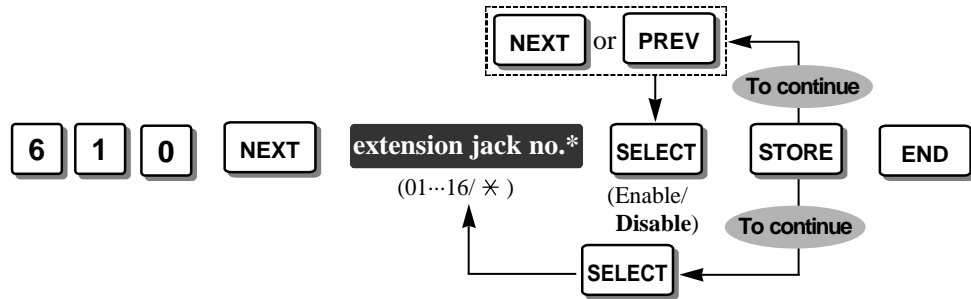 NEXT or PREV
To continue
6 1 0 NEXT extension jack no.* SELECT STORE END
(01···16/ ✳ )
(Enable/
Disable)
To continue
SELECT